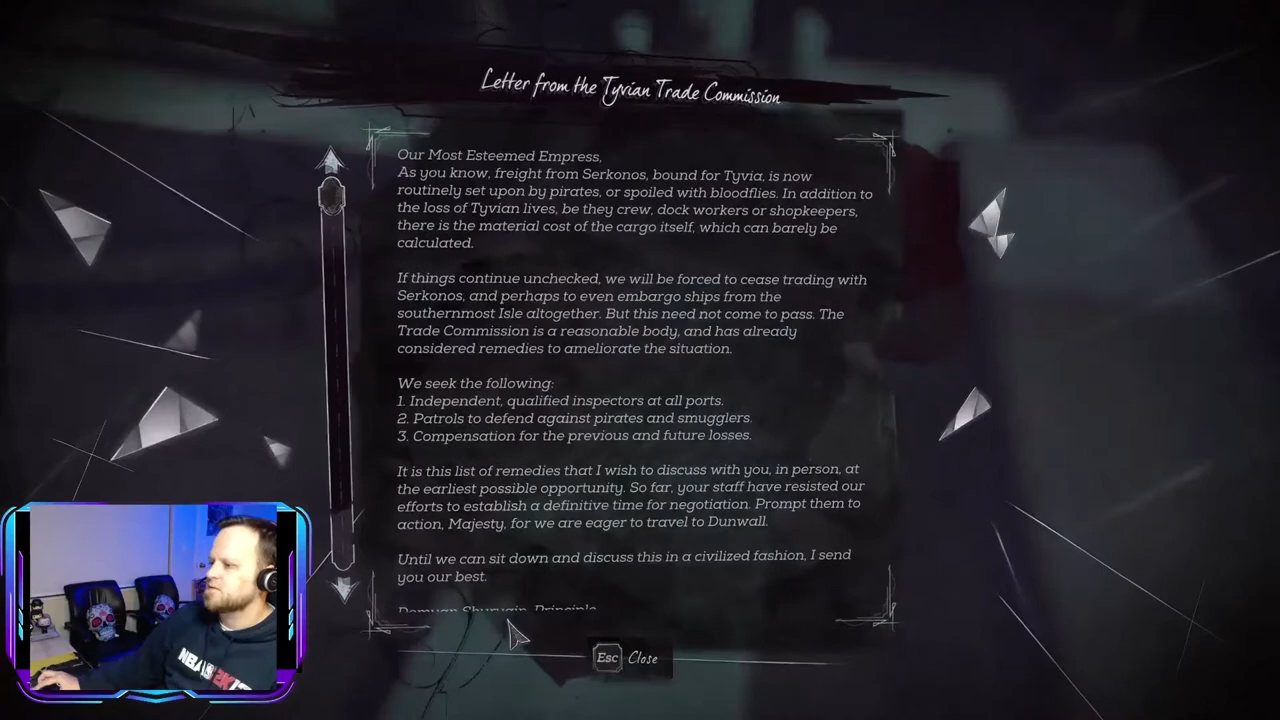 Letter from the Tyvian Trade Commission
Our Most Esteemed Empress,
As you know, freight from Serkonos, bound for Tyvia, is now
routinely set upon by pirates, or spoiled with bloodflies. In addition to
the loss of Tyvian lives, be they crew, dock workers or shopkeepers,
there is the material cost of the cargo itself, which can barely be
calculated.
If things continue unchecked, we will be forced to cease trading with
Serkonos, and perhaps to even embargo ships from the
southernmost Isle altogether. But this need not come to pass. The
Trade Commission is a reasonable body, and has already
considered remedies to ameliorate the situation.
We seek the following:
1. Independent, qualified inspectors at all ports.
2. Patrols to defend against pirates and smugglers.
3. Compensation for the previous and future losses.
It is this list of remedies that I wish to discuss with you, in person, at
the earliest possible opportunity. So far, your staff have resisted our
efforts to establish a definitive time for negotiation. Prompt them to
action, Majesty, for we are eager to travel to Dunwall.
Until we can sit down and discuss this in a civilized fashion, I send
you our best.
Principle
Esc Close
NBA 2K17